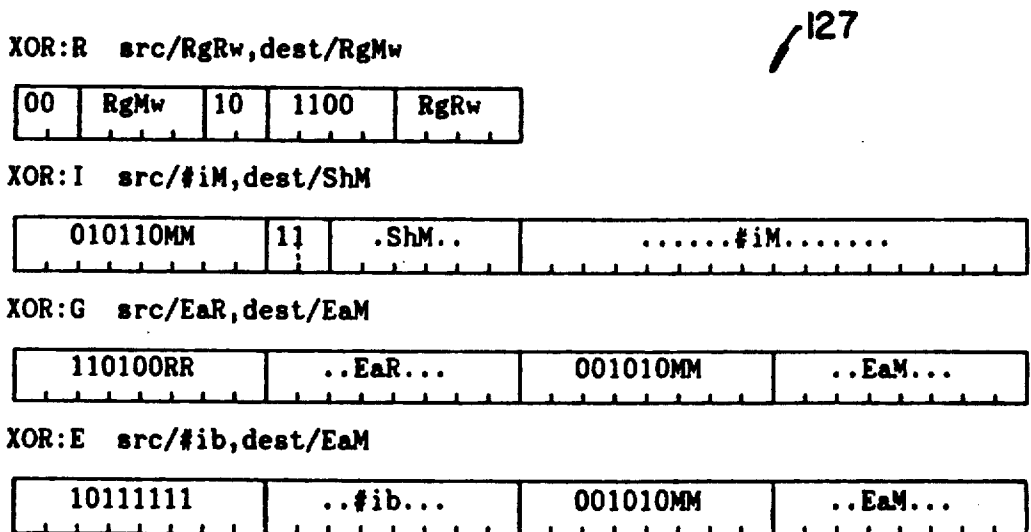 127
XOR:R src/RgRw,dest/RgMw
00 RgMw 10 1100 RgRw
XOR:I src/#iM,dest/ShM
010110MM 11 .ShM.. ......#iM.......
XOR:G src/EaR,dest/EaM
110100RR ..EaR... 001010MM ..EaM...
XOR:E src/#ib,dest/EaM
10111111 ..#ib... 001010MM ..EaM...